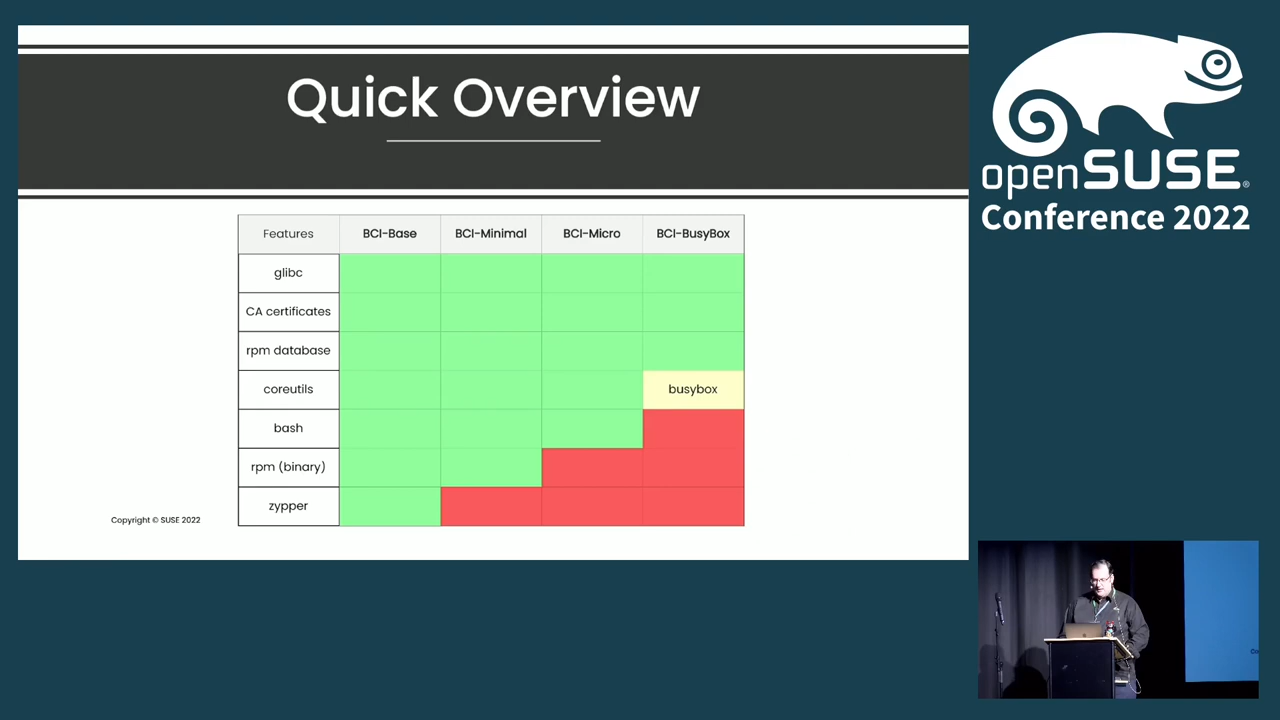 Quick Overview
Features BCI-Base BCI-Minimal BCI-Micro BCI-BusyBox
glibc
CA certificates
rpm database
coreutils busybox
bash
rpm (binary)
zypper
Copyright © SUSE 2022
openSUSE®
Conference 2022